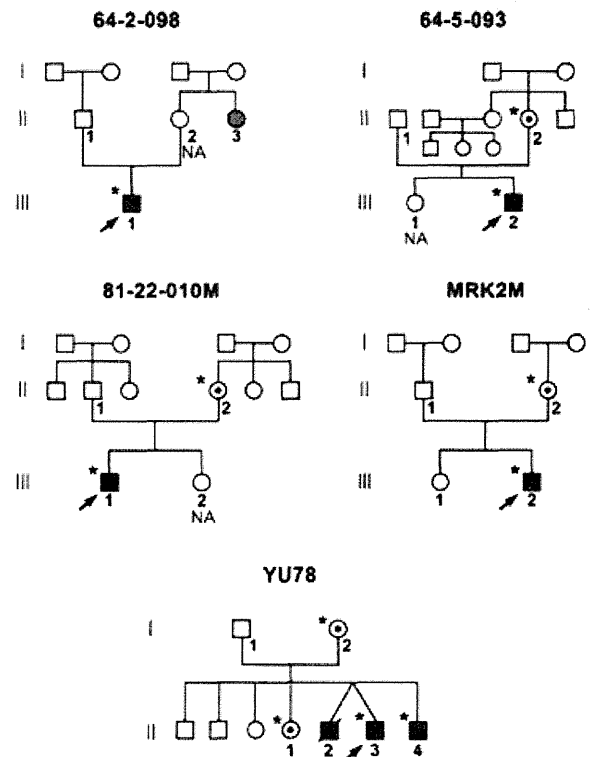 64-2-098 64-5-093
I I
II 1 2 3 II 1 * 2
NA
III * 1 III 1 * 2
NA
81-22-010M MRK2M
I I
II 1 * 2 II 1 * 2
III * 1 2 III 1 * 2
NA
YU78
I 1 * 2
II * 1 2 * 3 * 4